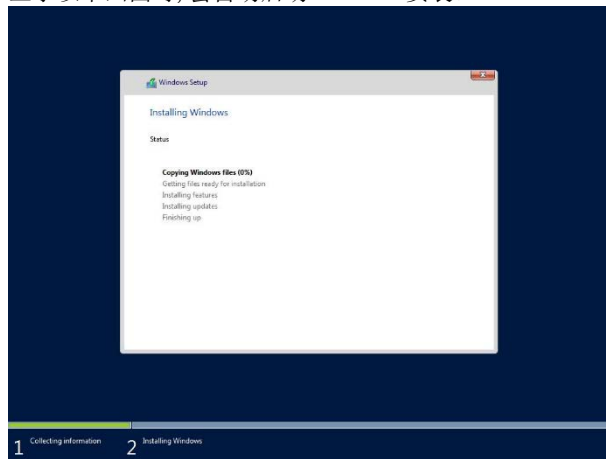 Windows Setup
Installing Windows
Status
Copying Windows files (0%)
Getting files ready for installation
Installing features
Installing updates
Finishing up
1 Collecting information
2 Installing Windows